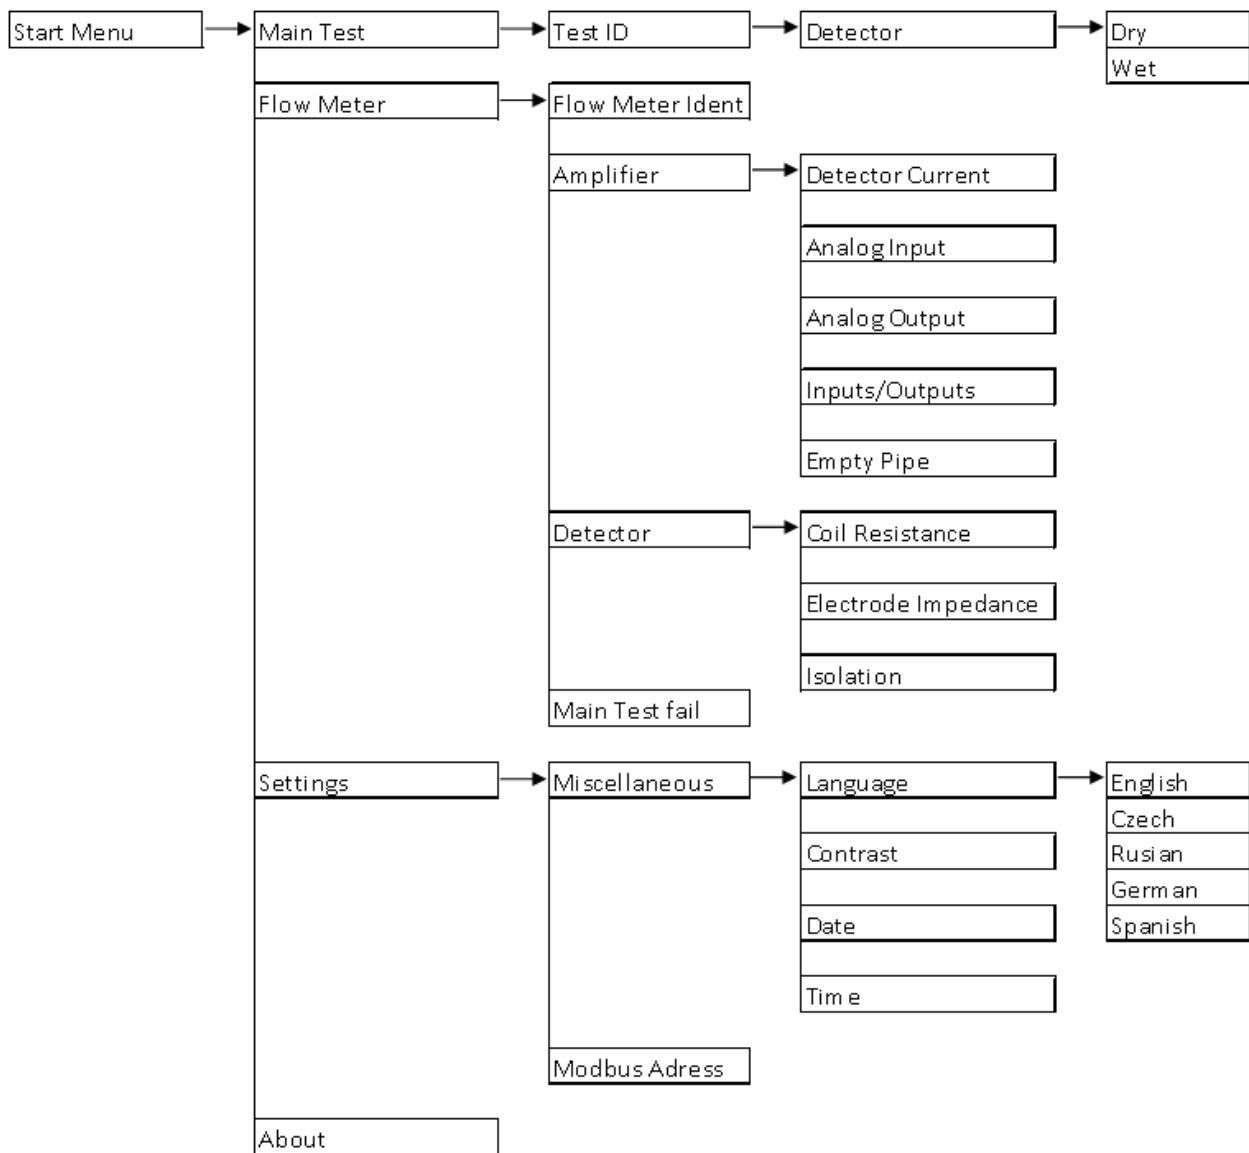 Start Menu
Main Test
Test ID
Detector
Dry
Wet
Flow Meter
Flow Meter Ident
Amplifier
Detector Current
Analog Input
Analog Output
Inputs/Outputs
Empty Pipe
Detector
Coil Resistance
Electrode Impedance
Isolation
Main Test fail
Settings
Miscellaneous
Language
English
Czech
Rusian
German
Spanish
Contrast
Date
Time
Modbus Adress
About